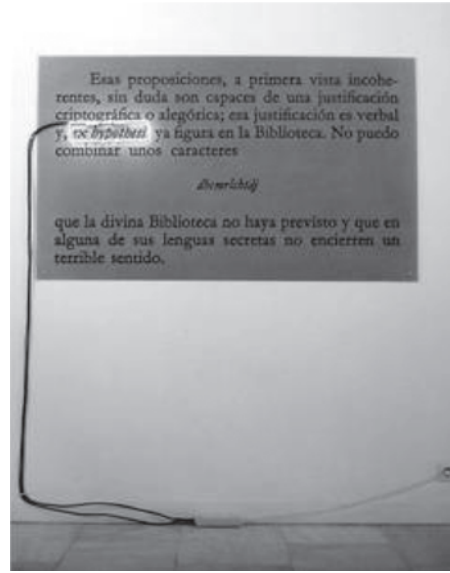 Esas proposiciones, a primera vista incohe-
rentes, sin duda son capaces de una justificación
criptográfica o alegórica; esa justificación es verbal
y, ex hypothesi ya figura en la Biblioteca. No puedo
combinar unos caracteres
dhcmrlchtdj
que la divina Biblioteca no haya previsto y que en
alguna de sus lenguas secretas no encierren un
terrible sentido.